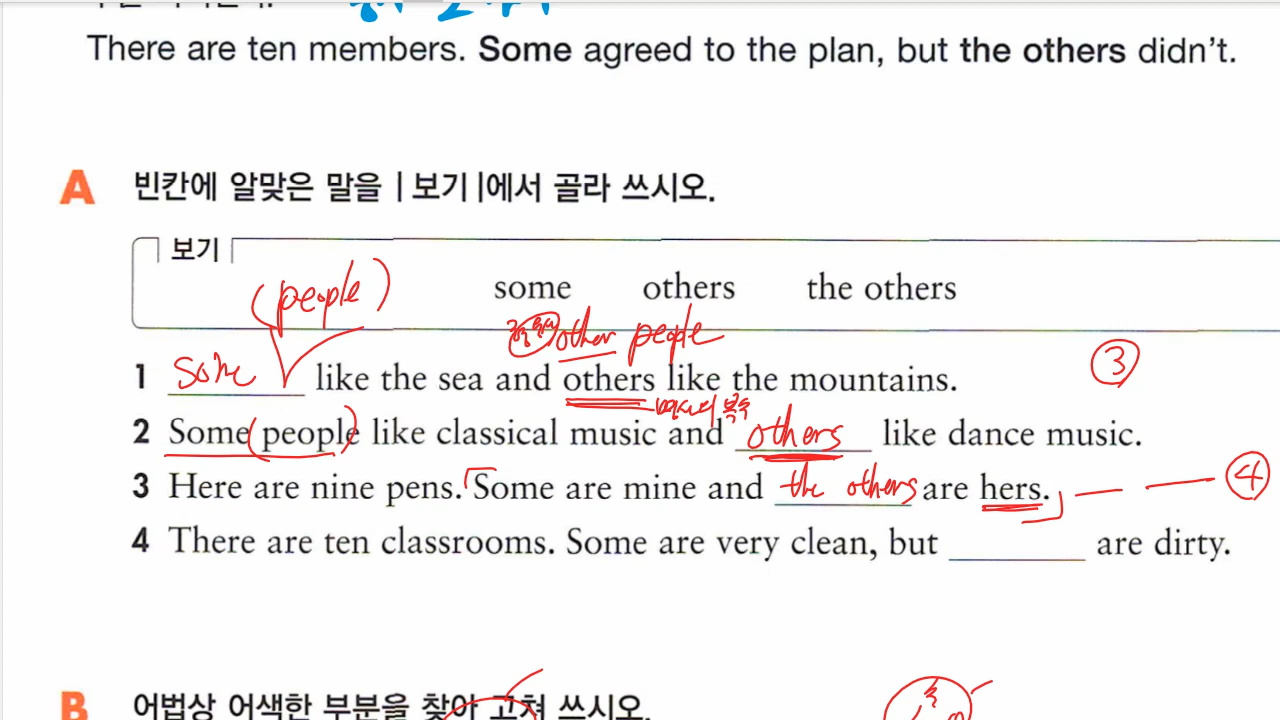 There are ten members. Some agreed to the plan, but the others didn't.
A 빈칸에 알맞은 말을 | 보기 |에서 골라 쓰시오.
보기
(people)
some others the others
other people
1 Some like the sea and others like the mountains.
③
2 Some (people) like classical music and others like dance music.
3 Here are nine pens. Some are mine and the others are hers.
④
4 There are ten classrooms. Some are very clean, but ________ are dirty.
B 어법상 어색한 부분을 찾아 고쳐 쓰시오.